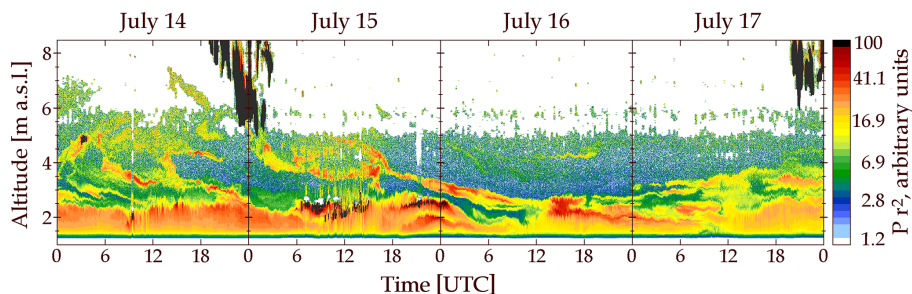 July 14 July 15 July 16 July 17
8
6
4
2
Altitude [m a.s.l.]
0 6 12 18 0 6 12 18 0 6 12 18 0 6 12 18 0
Time [UTC]
100
41.1
16.9
6.9
2.8
1.2
P r², arbitrary units